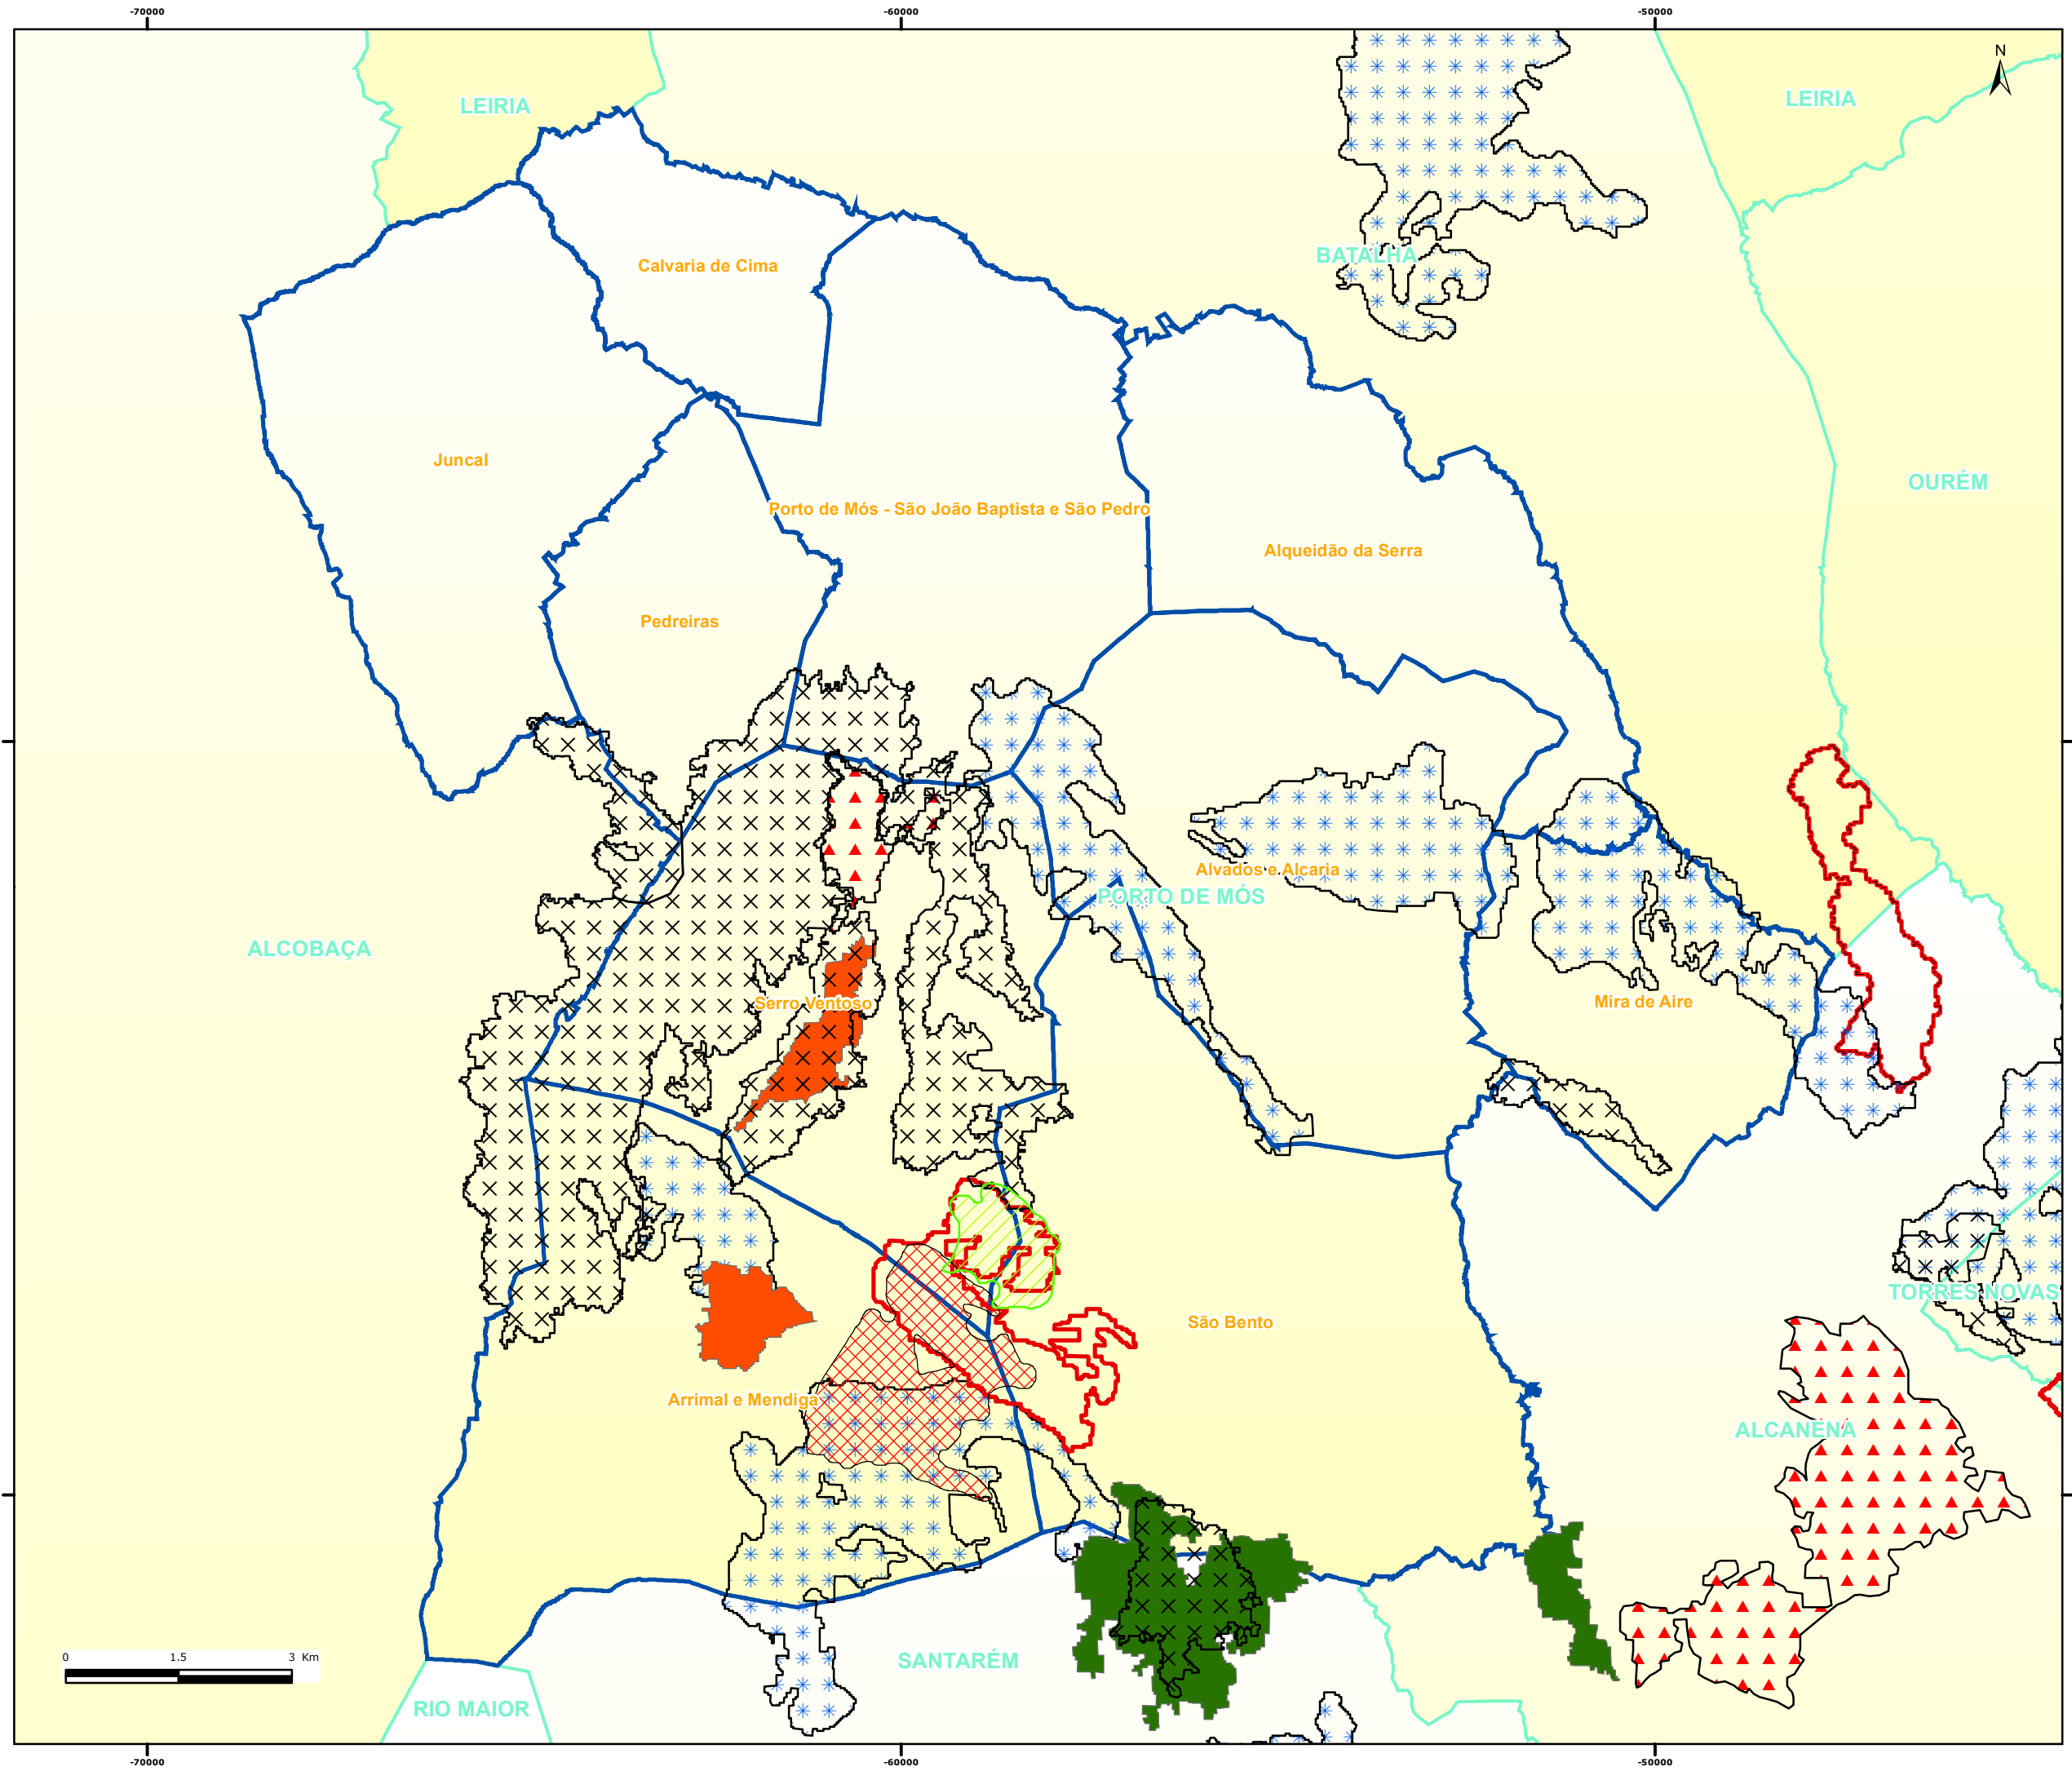 -70000 -60000 -50000
N
LEIRIA
LEIRIA
BATALHA
Calvaria de Cima
Juncal
OURÉM
Porto de Mós - São João Baptista e São Pedro
Alqueidão da Serra
Pedreiras
Alvados e Alcaria
PORTO DE MÓS
ALCOBAÇA
Serro Ventoso
Mira de Aire
TORRES NOVAS
São Bento
Arrimal e Mendiga
ALCANENA
0 1.5 3 Km
SANTARÉM
RIO MAIOR
-70000 -60000 -50000